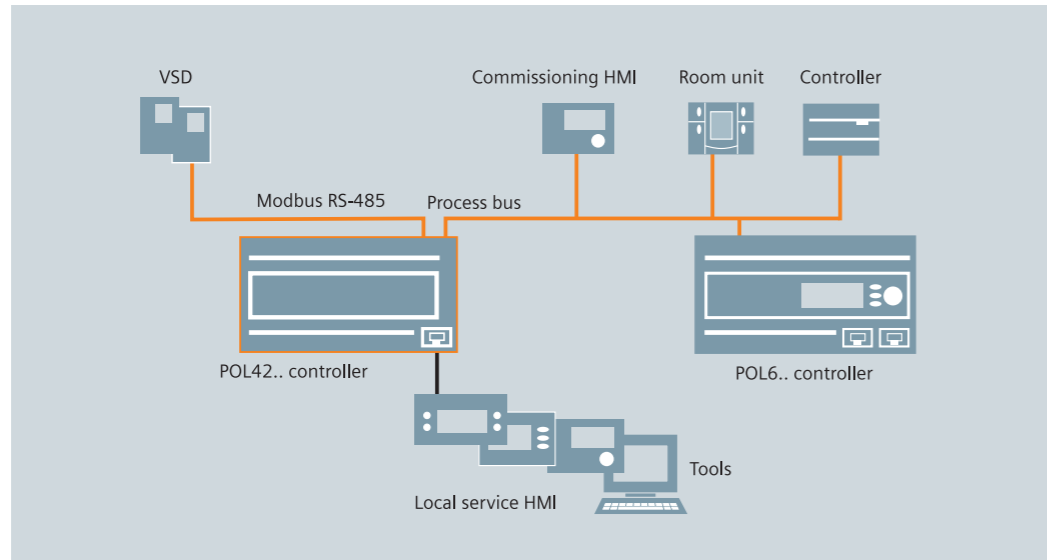 VSD
Commissioning HMI
Room unit
Controller
Modbus RS-485
Process bus
POL42.. controller
POL6.. controller
Tools
Local service HMI